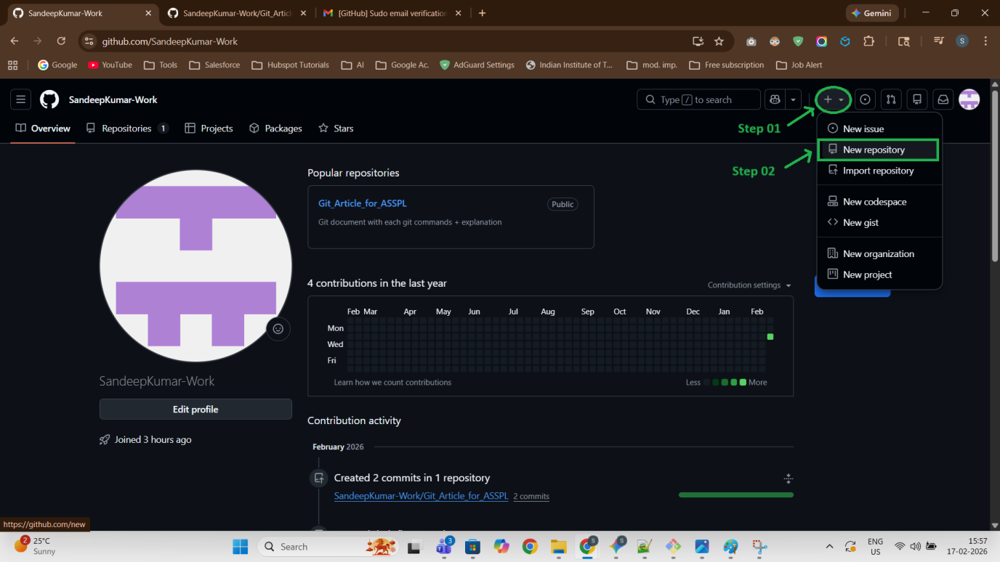 SandeepKumar-Work
SandeepKumar-Work/Git_Artic
[GitHub] Sudo email verification
Gemini
github.com/SandeepKumar-Work
S
Google
YouTube
Tools
Salesforce
Hubspot Tutorials
AI
Google Ac.
AdGuard Settings
Indian Institute of T...
mod. imp.
Free subscription
Job Alert
SandeepKumar-Work
Type / to search
Overview
Repositories 1
Projects
Packages
Stars
Step 01
New issue
Step 02
New repository
Import repository
New codespace
New gist
New organization
New project
Popular repositories
Git_Article_for_ASSPL
Public
Git document with each git commands + explanation
4 contributions in the last year
Contribution settings
Feb Mar Apr May Jun Jul Aug Sep Oct Nov Dec Jan Feb
Mon
Wed
Fri
Learn how we count contributions
Less More
SandeepKumar-Work
Edit profile
Joined 3 hours ago
Contribution activity
February 2026
Created 2 commits in 1 repository
SandeepKumar-Work/Git_Article_for_ASSPL 2 commits
https://github.com/new
2
25°C
Sunny
Search
3
S
S
ENG
US
15:57
17-02-2026